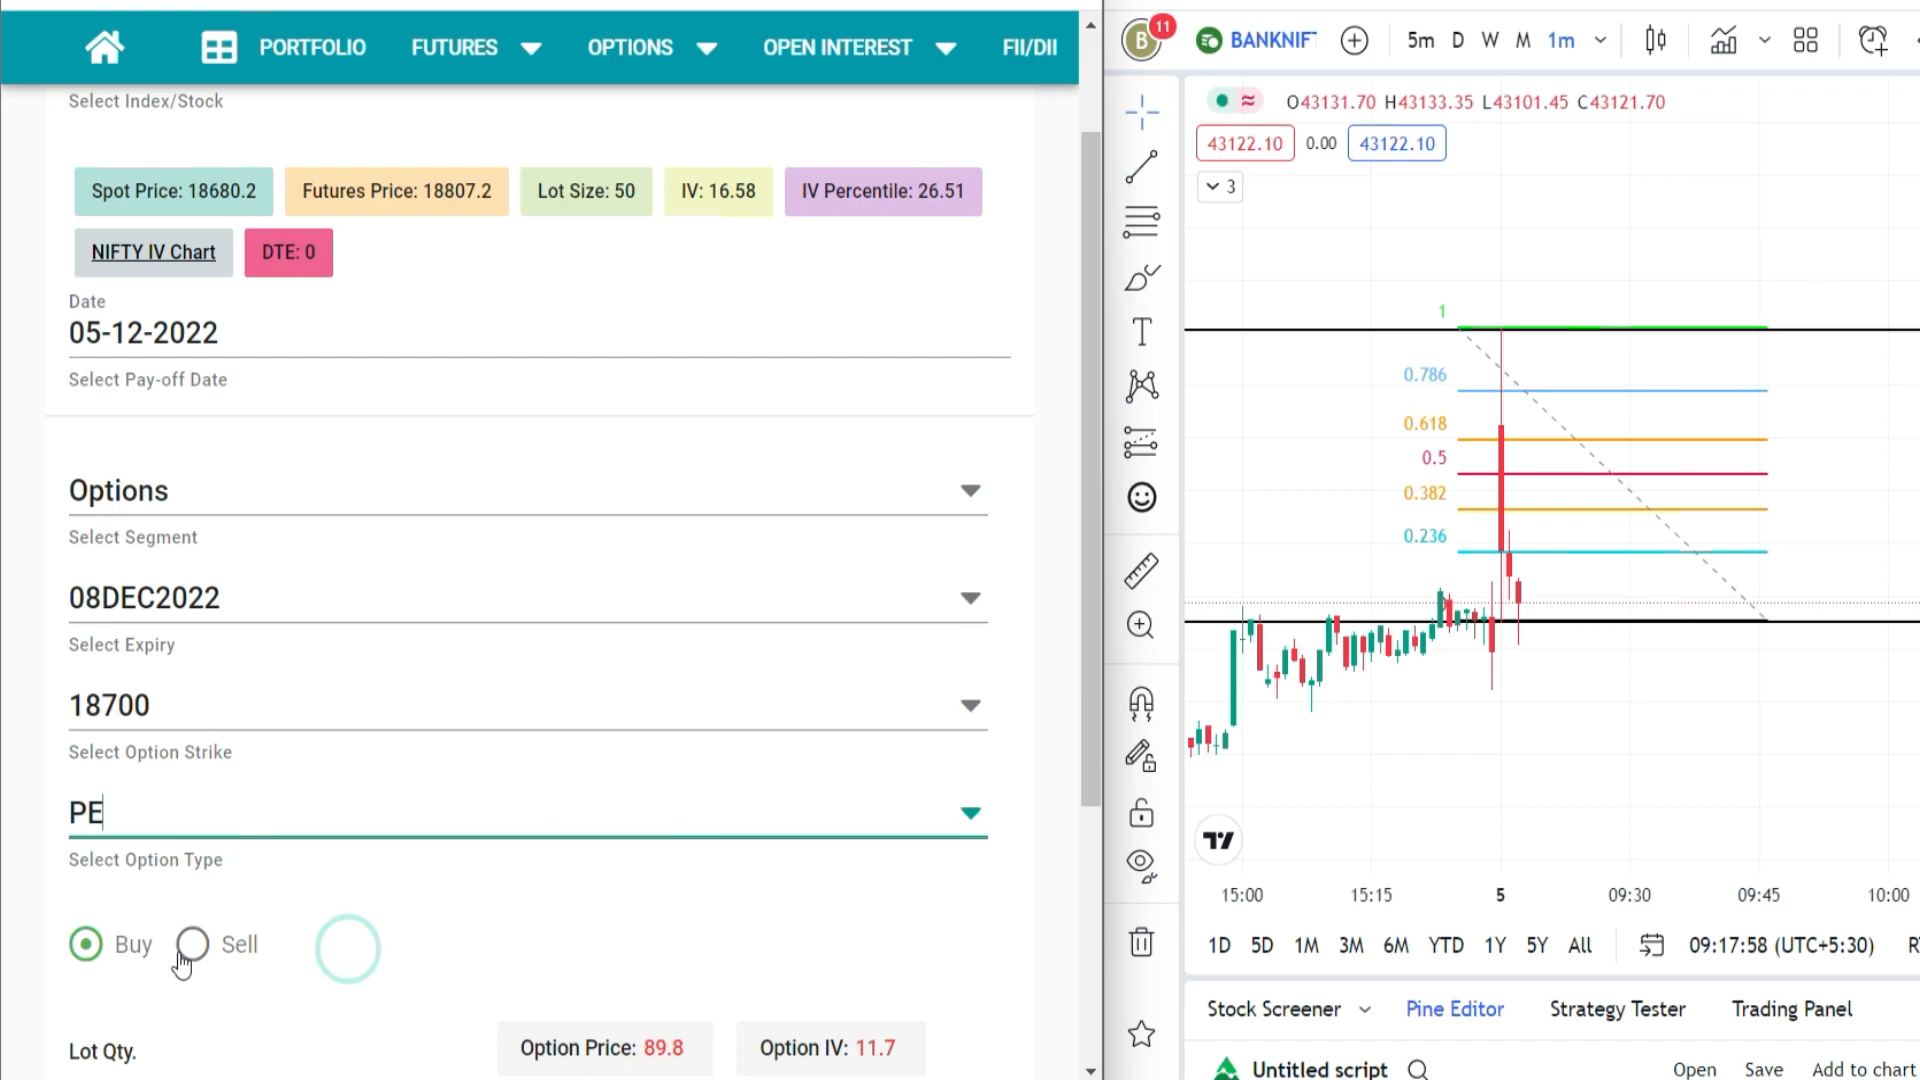 PORTFOLIO FUTURES OPTIONS OPEN INTEREST FII/DII
Select Index/Stock
Spot Price: 18680.2 Futures Price: 18807.2 Lot Size: 50 IV: 16.58 IV Percentile: 26.51
NIFTY IV Chart DTE: 0
Date
05-12-2022
Select Pay-off Date
Options
Select Segment
08DEC2022
Select Expiry
18700
Select Option Strike
PE
Select Option Type
Buy Sell
Lot Qty. Option Price: 89.8 Option IV: 11.7
B 11 BANKNIF 5m D W M 1m
O43131.70 H43133.35 L43101.45 C43121.70
43122.10 0.00 43122.10
3
1
0.786
0.618
0.5
0.382
0.236
15:00 15:15 5 09:30 09:45 10:00
1D 5D 1M 3M 6M YTD 1Y 5Y All 09:17:58 (UTC+5:30)
Stock Screener Pine Editor Strategy Tester Trading Panel
Untitled script Open Save Add to chart